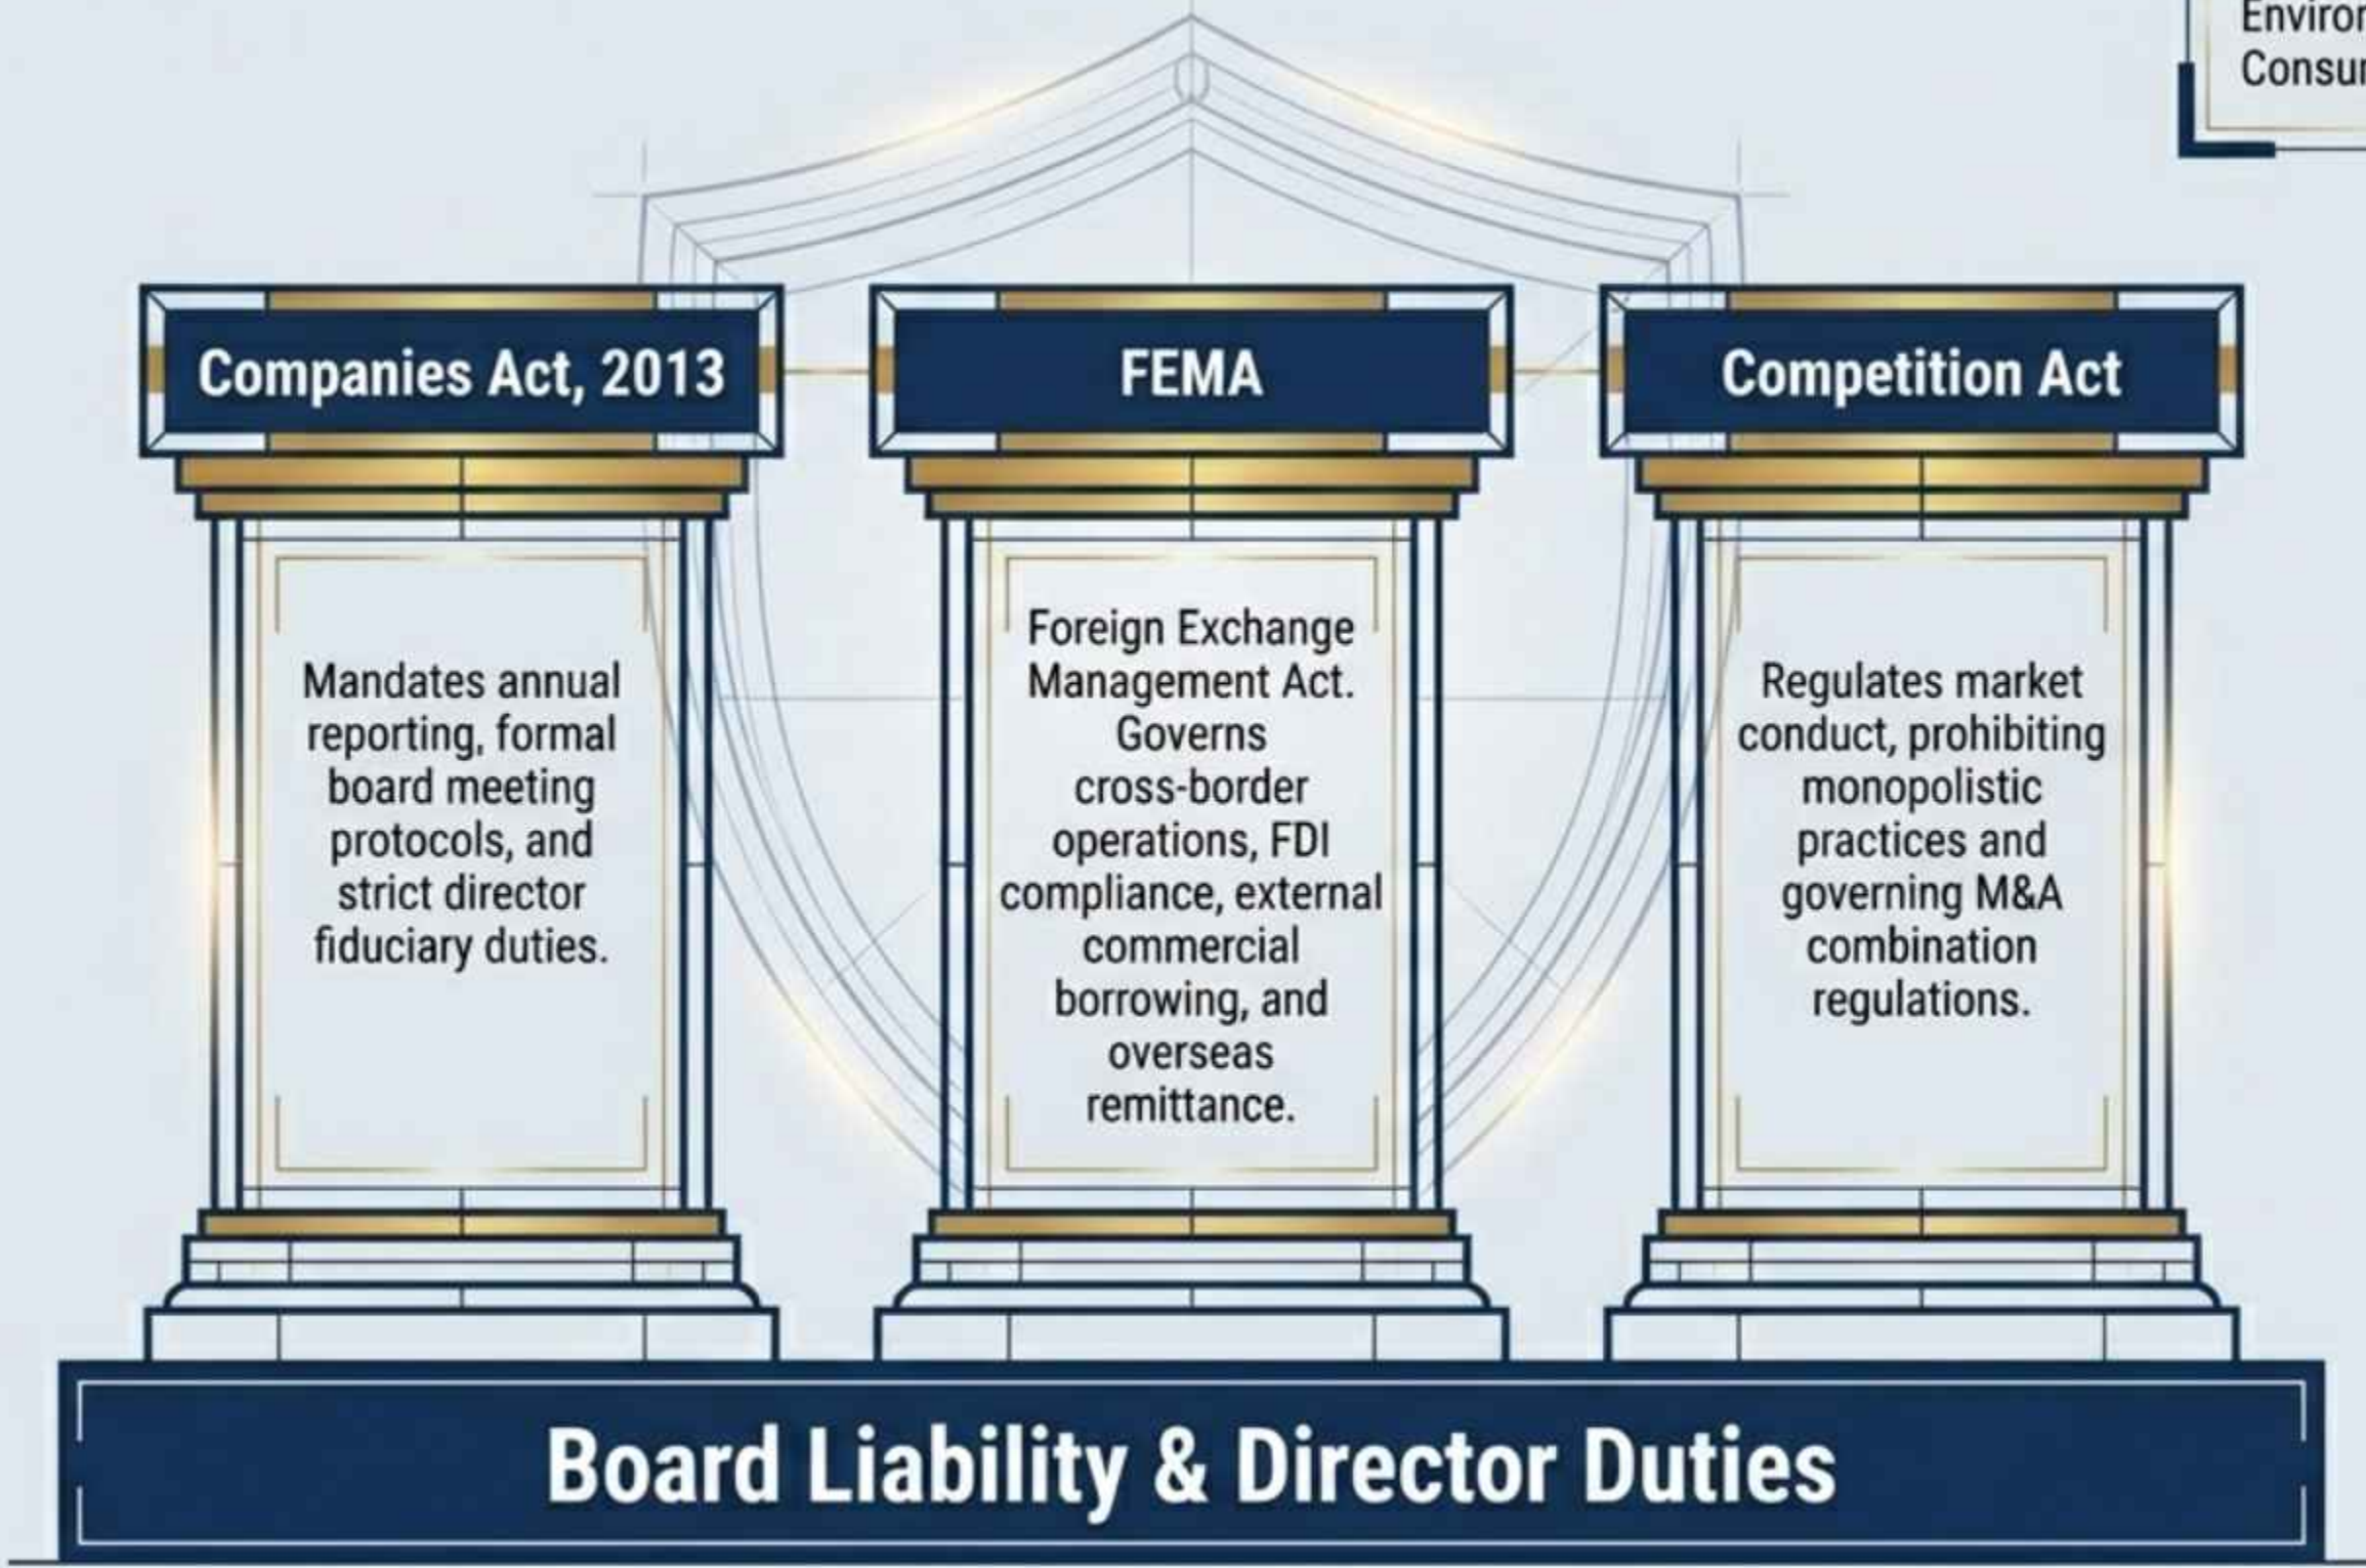 Consu
Companies Act, 2013
FEMA
Competition Act
Mandates annual
reporting, formal
board meeting
protocols, and
strict director
fiduciary duties.
Foreign Exchange
Management Act.
Governs
cross-border
operations, FDI
compliance, external
commercial
borrowing, and
overseas
remittance.
Regulates market
conduct, prohibiting
monopolistic
practices and
governing M&A
combination
regulations.
Board Liability & Director Duties